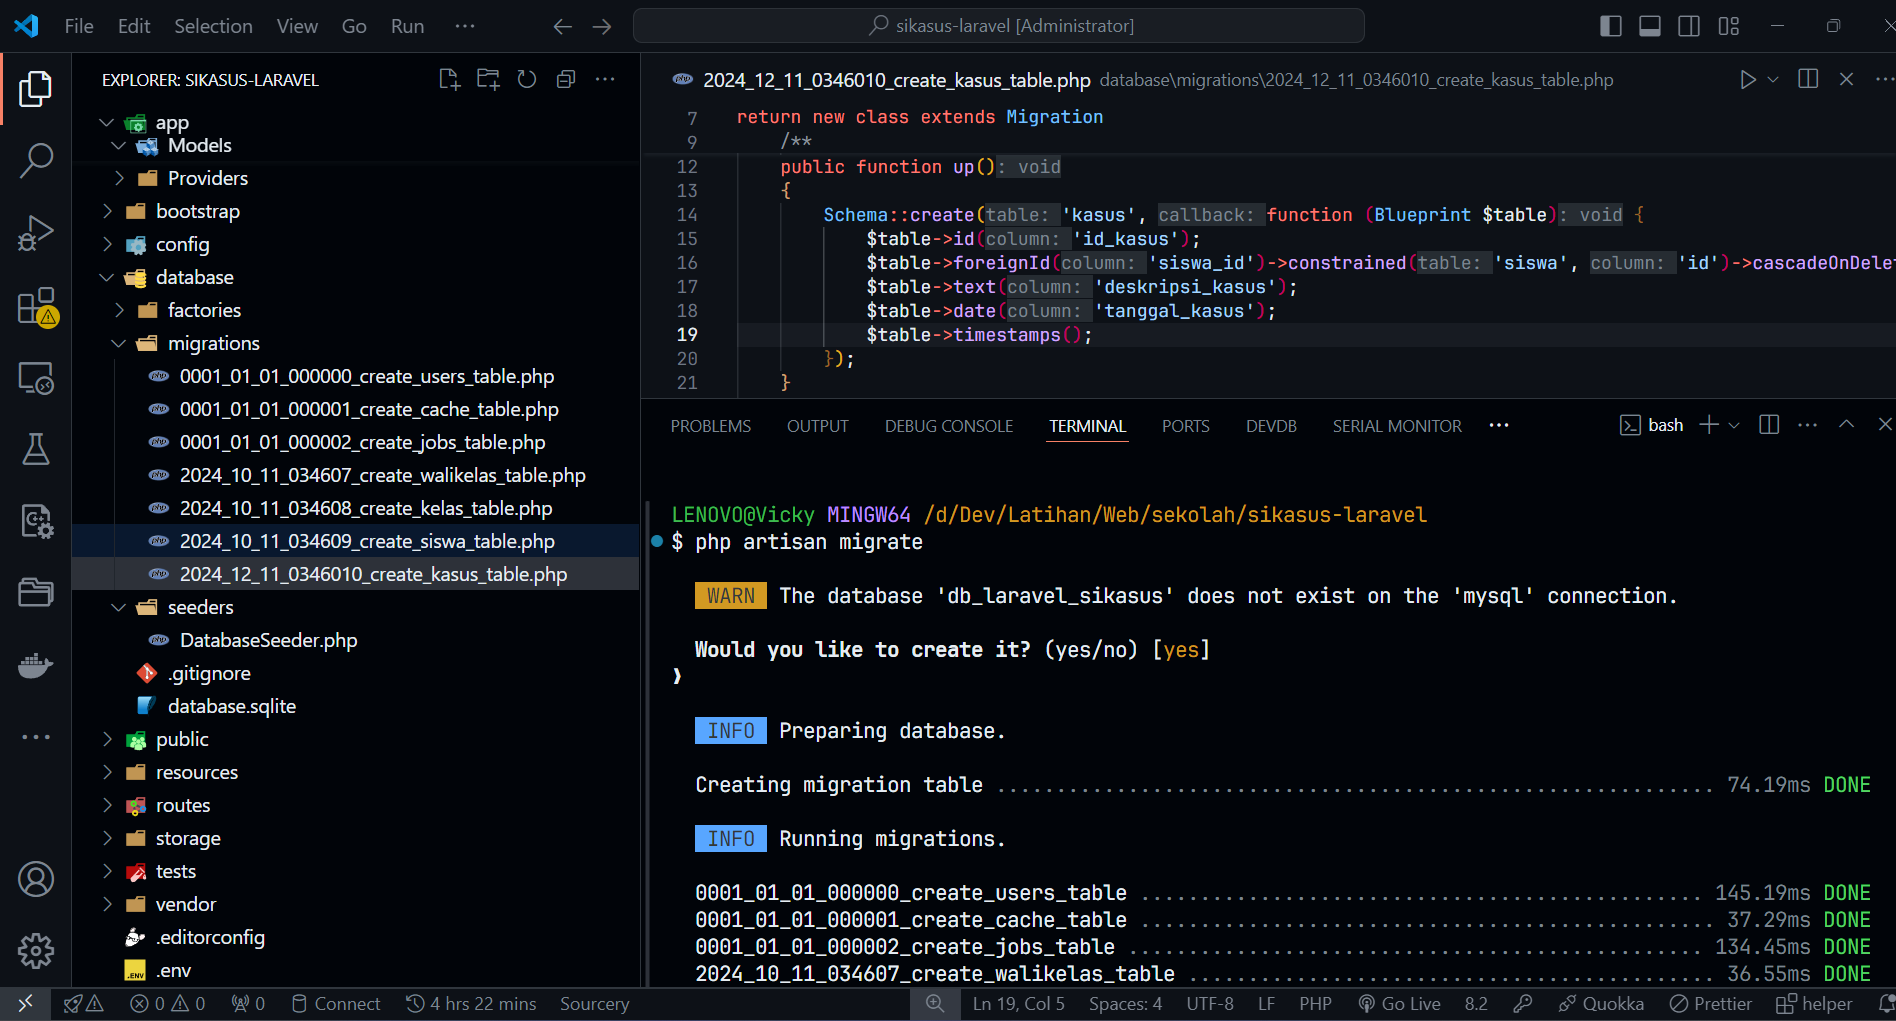 File Edit Selection View Go Run ··· sikasus-laravel [Administrator]
EXPLORER: SIKASUS-LARAVEL
app
Models
Providers
bootstrap
config
database
factories
migrations
0001_01_01_000000_create_users_table.php
0001_01_01_000001_create_cache_table.php
0001_01_01_000002_create_jobs_table.php
2024_10_11_034607_create_walikelas_table.php
2024_10_11_034608_create_kelas_table.php
2024_10_11_034609_create_siswa_table.php
2024_12_11_0346010_create_kasus_table.php
seeders
DatabaseSeeder.php
.gitignore
database.sqlite
public
resources
routes
storage
tests
vendor
.editorconfig
.env
2024_12_11_0346010_create_kasus_table.php database\migrations\2024_12_11_0346010_create_kasus_table.php
7 return new class extends Migration
9 /**
12 public function up(): void
13 {
14 Schema::create(table: 'kasus', callback: function (Blueprint $table): void {
15 $table->id(column: 'id_kasus');
16 $table->foreignId(column: 'siswa_id')->constrained(table: 'siswa', column: 'id')->cascadeOnDelet
17 $table->text(column: 'deskripsi_kasus');
18 $table->date(column: 'tanggal_kasus');
19 $table->timestamps();
20 });
21 }
PROBLEMS OUTPUT DEBUG CONSOLE TERMINAL PORTS DEVDB SERIAL MONITOR ··· bash
LENOVO@Vicky MINGW64 /d/Dev/Latihan/Web/sekolah/sikasus-laravel
$ php artisan migrate
WARN The database 'db_laravel_sikasus' does not exist on the 'mysql' connection.
Would you like to create it? (yes/no) [yes]
❯
INFO Preparing database.
Creating migration table ............................................................ 74.19ms DONE
INFO Running migrations.
0001_01_01_000000_create_users_table ............................................... 145.19ms DONE
0001_01_01_000001_create_cache_table ................................................ 37.29ms DONE
0001_01_01_000002_create_jobs_table ................................................ 134.45ms DONE
2024_10_11_034607_create_walikelas_table ............................................ 36.55ms DONE
0 0 0 Connect 4 hrs 22 mins Sourcery Ln 19, Col 5 Spaces: 4 UTF-8 LF PHP Go Live 8.2 Quokka Prettier helper